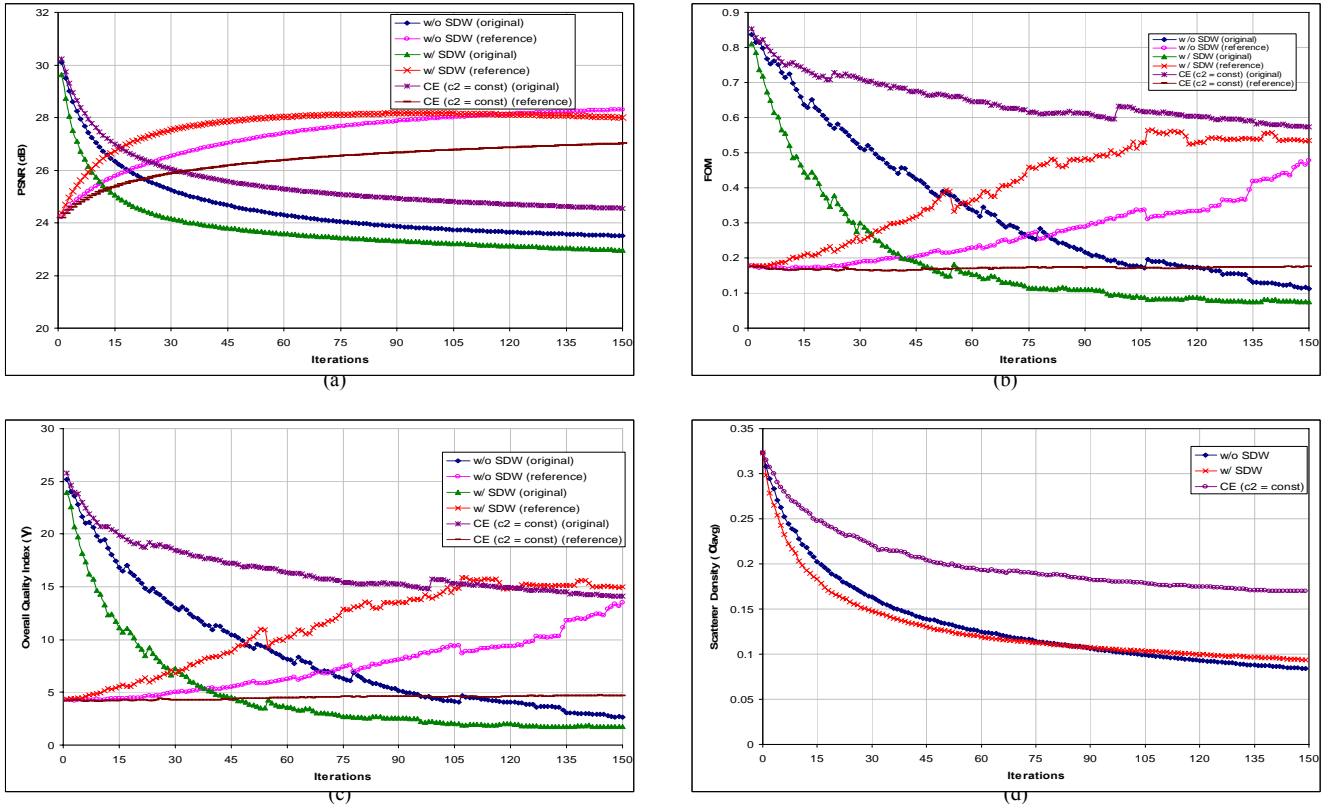 32
30
28
26
24
22
20
PSNR (dB)
w/o SDW (original)
w/o SDW (reference)
w/ SDW (original)
w/ SDW (reference)
CE (c2 = const) (original)
CE (c2 = const) (reference)
0 15 30 45 60 75 90 105 120 135 150
Iterations
(a)
0.9
0.8
0.7
0.6
0.5
0.4
0.3
0.2
0.1
0
FOM
w/o SDW (original)
w/o SDW (reference)
w/ SDW (original)
w/ SDW (reference)
CE (c2 = const) (original)
CE (c2 = const) (reference)
0 15 30 45 60 75 90 105 120 135 150
Iterations
(b)
30
25
20
15
10
5
0
Overall Quality Index (γ)
w/o SDW (original)
w/o SDW (reference)
w/ SDW (original)
w/ SDW (reference)
CE (c2 = const) (original)
CE (c2 = const) (reference)
0 15 30 45 60 75 90 105 120 135 150
Iterations
(c)
0.35
0.3
0.25
0.2
0.15
0.1
0.05
0
Scatterer Density (αavg)
w/o SDW
w/ SDW
CE (c2 = const)
0 15 30 45 60 75 90 105 120 135 150
Iterations
(d)